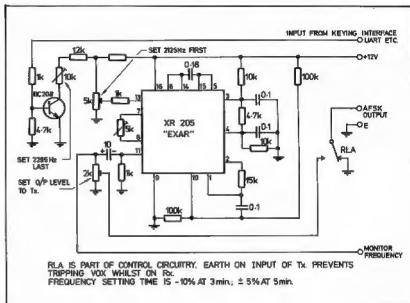 INPUT FROM KEYING INTERFACE
UART ETC.
+12V
12k
SET 2125Hz FIRST
1k
10k
BC208
4·7k
5k
1k
0·18
16
14
15
5
13
XR 205
"EXAR"
3
4
2
10k
0·1
4·7k
0·1
10k
100k
AFSK
OUTPUT
E
RLA
5k
8
11
SET 2295Hz
LAST
10
SET O/P LEVEL
TO Tx.
2k
1k
9
10
1
15k
0·1
100k
MONITOR
FREQUENCY
RLA IS PART OF CONTROL CIRCUITRY. EARTH ON INPUT OF Tx. PREVENTS
TRIPPING VOX WHILST ON Rx.
FREQUENCY SETTING TIME IS -10% AT 3min; ± 5% AT 5min.